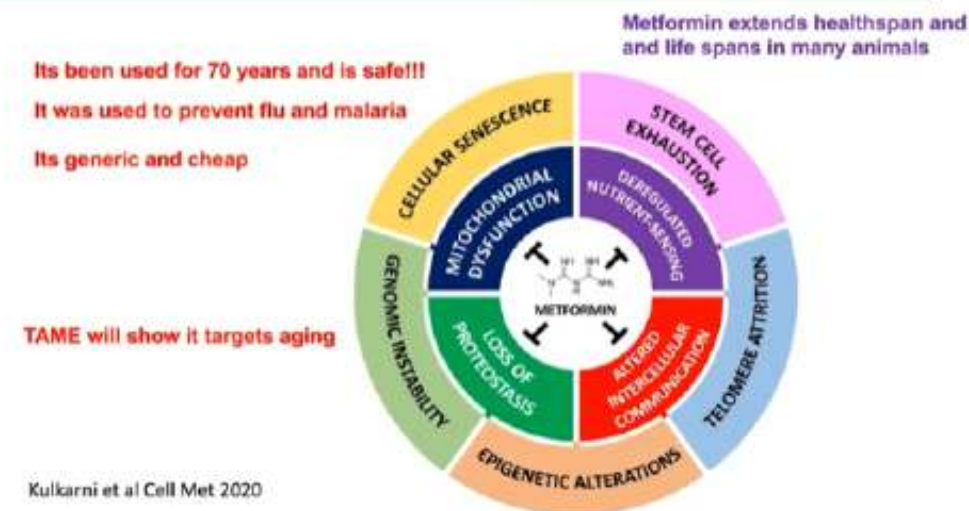 Metformin extends healthspan and
and life spans in many animals
Its been used for 70 years and is safe!!!
It was used to prevent flu and malaria
Its generic and cheap
TAME will show it targets aging
CELLULAR SENESCENCE
STEM CELL
EXHAUSTION
MITOCHONDRIAL
DYSFUNCTION
DEREGULATED
NUTRIENT-SENSING
GENOMIC INSTABILITY
NH
NH
N
N
H
NH₂
METFORMIN
TELOMERE ATTRITION
LOSS OF
PROTEOSTASIS
ALTERED
INTERCELLULAR
COMMUNICATION
EPIGENETIC ALTERATIONS
Kulkarni et al Cell Met 2020